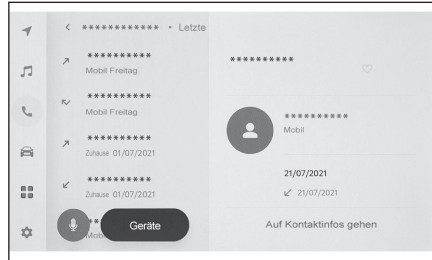 ************ • Letzte
**********
Mobil Freitag
**********
Mobil Freitag
**********
Zuhause 01/07/2021
**********
Zuhause 01/07/2021
**
Mob
Geräte
**********
**********
Mobil
21/07/2021
21/07/2021
Auf Kontaktinfos gehen